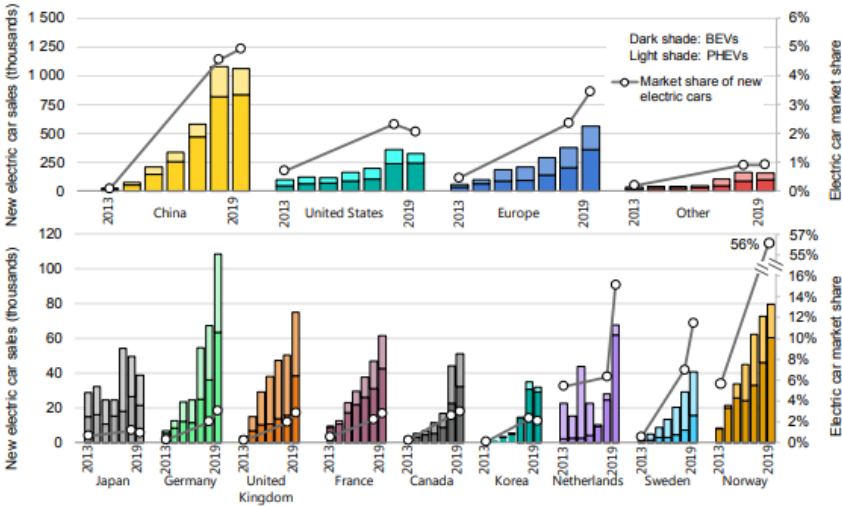 New electric car sales (thousands)
1 500
1 250
1 000
750
500
250
0
6%
5%
4%
3%
2%
1%
0%
Electric car market share
Dark shade: BEVs
Light shade: PHEVs
Market share of new
electric cars
2013 2019 2013 2019 2013 2019 2013 2019
China United States Europe Other
New electric car sales (thousands)
120
100
80
60
40
20
0
56%
57%
55%
16%
14%
12%
10%
8%
6%
4%
2%
0%
Electric car market share
2013 2019 2013 2019 2013 2019 2013 2019 2013 2019 2013 2019 2013 2019 2013 2019 2013 2019
Japan Germany United Kingdom France Canada Korea Netherlands Sweden Norway